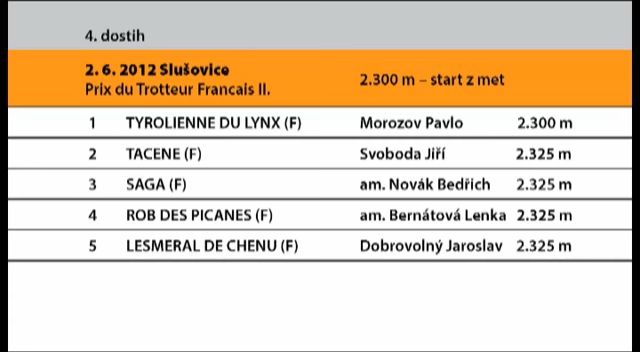 4. dostih
2. 6. 2012 Slušovice
Prix du Trotteur Francais II.
2.300 m – start z met
1 TYROLIENNE DU LYNX (F) Morozov Pavlo 2.300 m
2 TACENE (F) Svoboda Jiří 2.325 m
3 SAGA (F) am. Novák Bedřich 2.325 m
4 ROB DES PICANES (F) am. Bernátová Lenka 2.325 m
5 LESMERAL DE CHENU (F) Dobrovolný Jaroslav 2.325 m